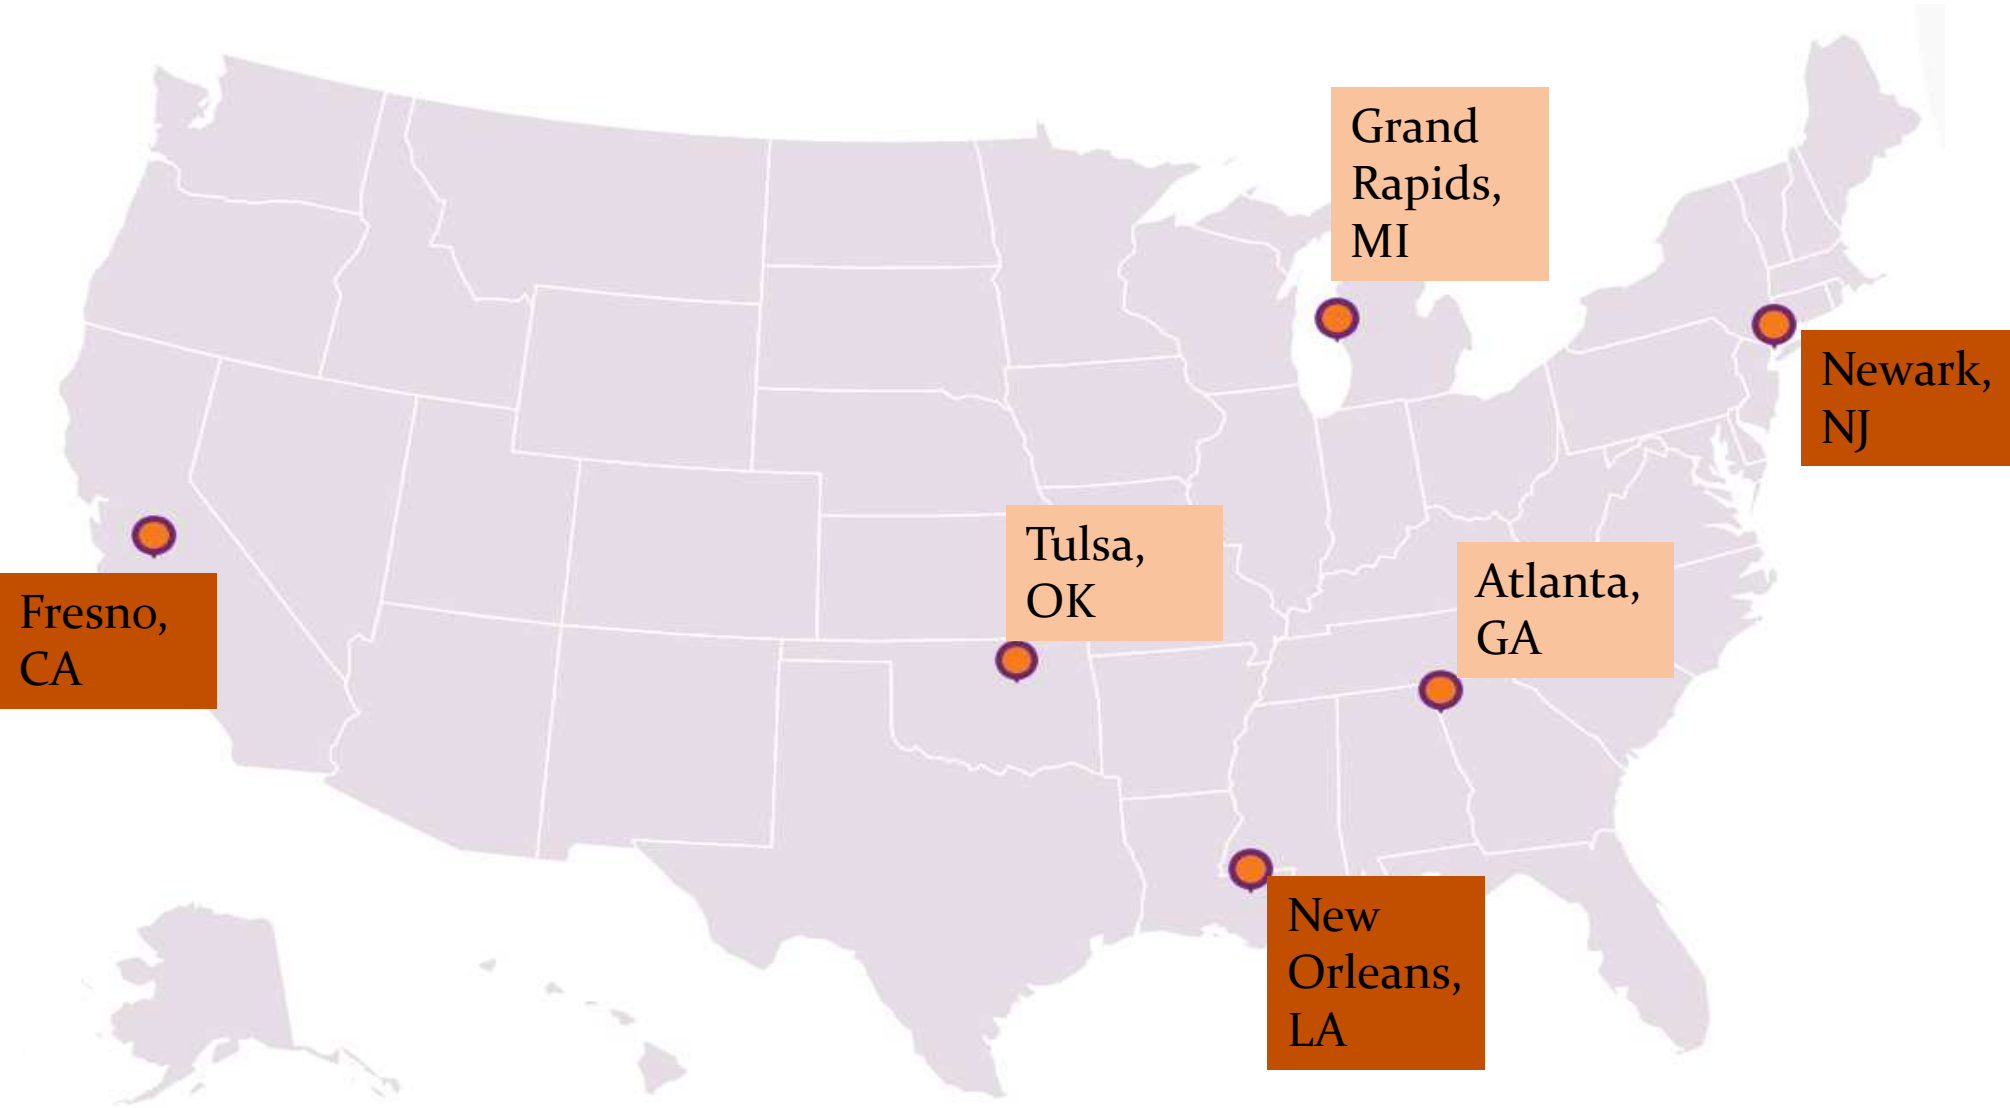 Grand
Rapids,
MI
Newark,
NJ
Tulsa,
OK
Atlanta,
GA
Fresno,
CA
New
Orleans,
LA